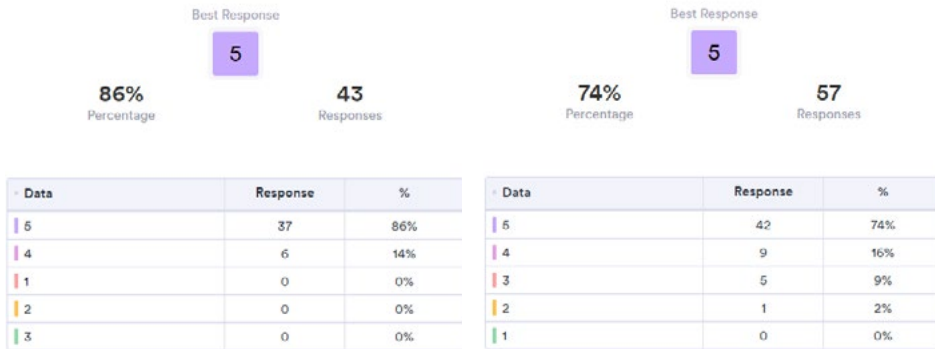 Best Response
5
86%
Percentage
43
Responses
Data Response %
5 37 86%
4 6 14%
1 0 0%
2 0 0%
3 0 0%
Best Response
5
74%
Percentage
57
Responses
Data Response %
5 42 74%
4 9 16%
3 5 9%
2 1 2%
1 0 0%